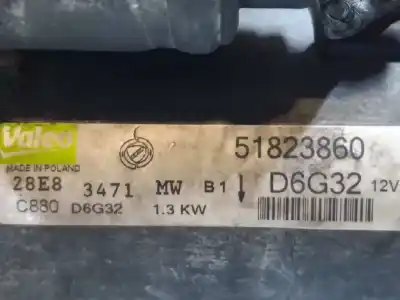 Valeo
MADE IN POLAND
51823860
28E8 3471 MW B1 D6G32 12V
C880 D6G32 1.3 KW